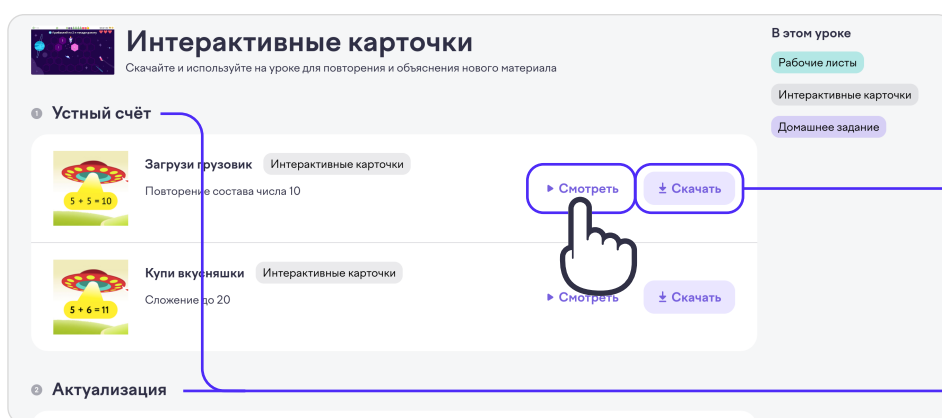 Интерактивные карточки
Скачайте и используйте на уроке для повторения и объяснения нового материала
В этом уроке
Рабочие листы
Интерактивные карточки
Домашнее задание
1 Устный счёт
Загрузи грузовик Интерактивные карточки
Повторение состава числа 10
5 + 5 = 10
Смотреть Скачать
Купи вкусняшки Интерактивные карточки
Сложение до 20
5 + 6 = 11
Смотреть Скачать
2 Актуализация